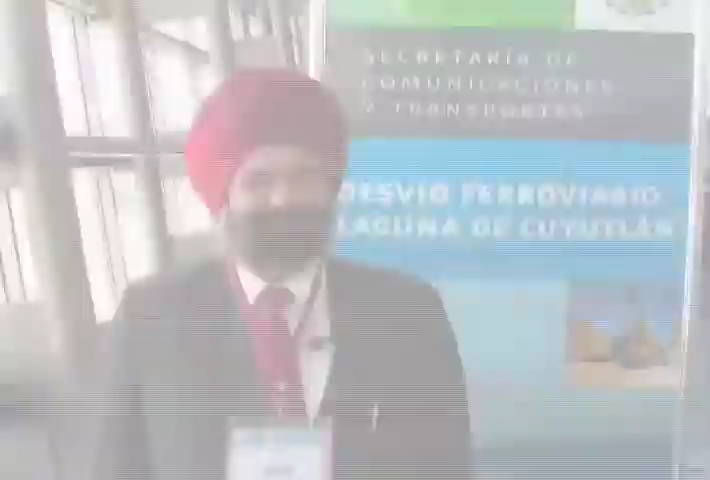 SECRETARÍA DE
COMUNICACIONES
Y TRANSPORTES
DESVIO FERROVIARIO
LAGUNA DE CUYUTLÁN